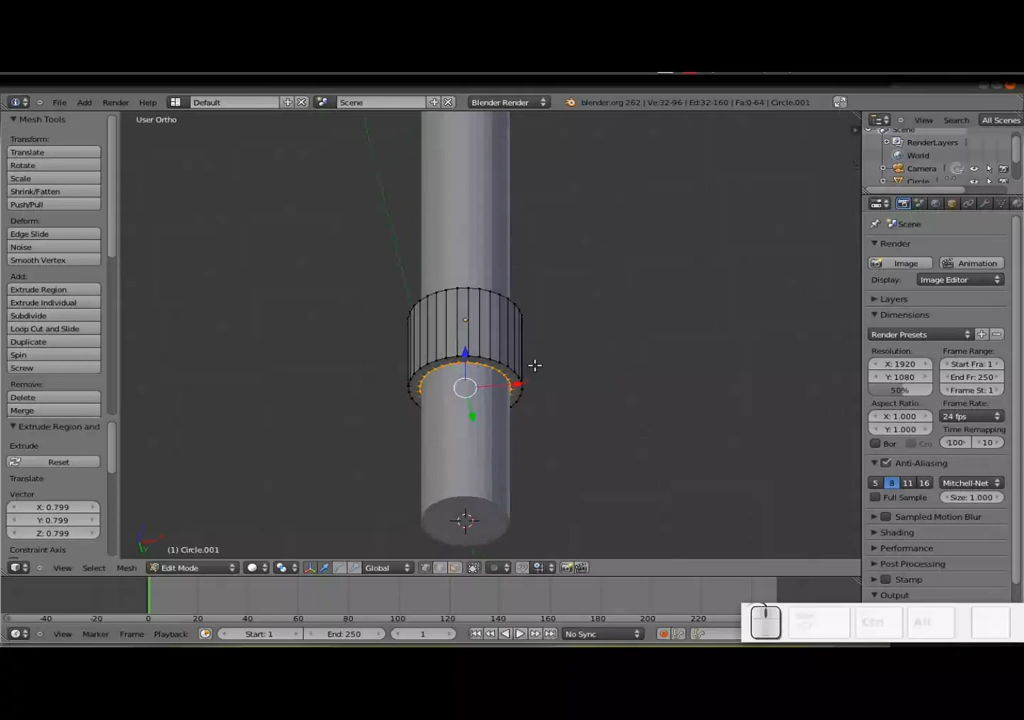 File Add Render Help Default Scene Blender Render blender.org 262 | Ve:32-96 | Ed:32-160 | Fa:0-64 | Circle.001
Mesh Tools
User Ortho
View Search All Scenes
Scene
Transform:
Translate
Rotate
Scale
Shrink/Fatten
Push/Pull
Deform:
Edge Slide
Noise
Smooth Vertex
Add:
Extrude Region
Extrude Individual
Subdivide
Loop Cut and Slide
Duplicate
Spin
Screw
Remove:
Delete
Merge
Extrude Region and
Extrude
Reset
Translate
Vector
X: 0.799
Y: 0.799
Z: 0.799
Constraint Axis
(1) Circle.001
View Select Mesh Edit Mode Global
RenderLayers
World
Camera
Circle
Scene
Render
Image Animation
Display: Image Editor
Layers
Dimensions
Render Presets
Resolution: Frame Range:
X: 1920 Start Fra: 1
Y: 1080 End Fr: 250
50% Frame St: 1
Aspect Ratio: Frame Rate:
X: 1.000 24 fps
Y: 1.000 Time Remapping
Bor Cro 100 10
Anti-Aliasing
5 8 11 16 Mitchell-Net
Full Sample Size: 1.000
Sampled Motion Blur
Shading
Performance
Post Processing
Stamp
Output
-40 -20 0 20 40 60 80 100 120 140 160 180 200 220
View Marker Frame Playback Start: 1 End: 250 1 No Sync
Ctrl Alt